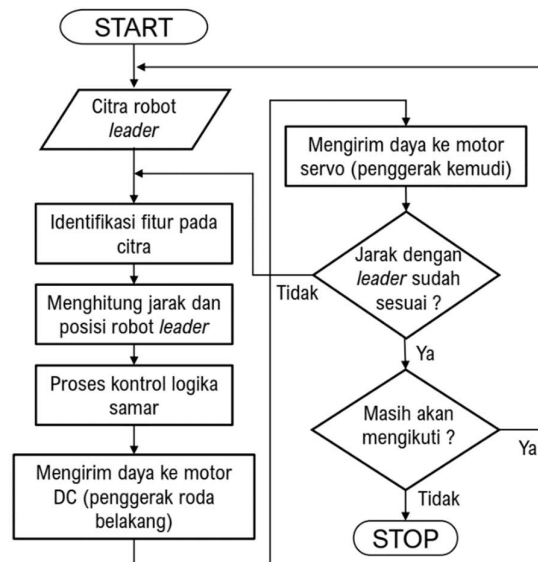 START
Citra robot
leader
Identifikasi fitur pada
citra
Menghitung jarak dan
posisi robot leader
Proses kontrol logika
samar
Mengirim daya ke motor
DC (penggerak roda
belakang)
Mengirim daya ke motor
servo (penggerak kemudi)
Jarak dengan
leader sudah
sesuai ?
Tidak
Ya
Masih akan
mengikuti ?
Ya
Tidak
STOP